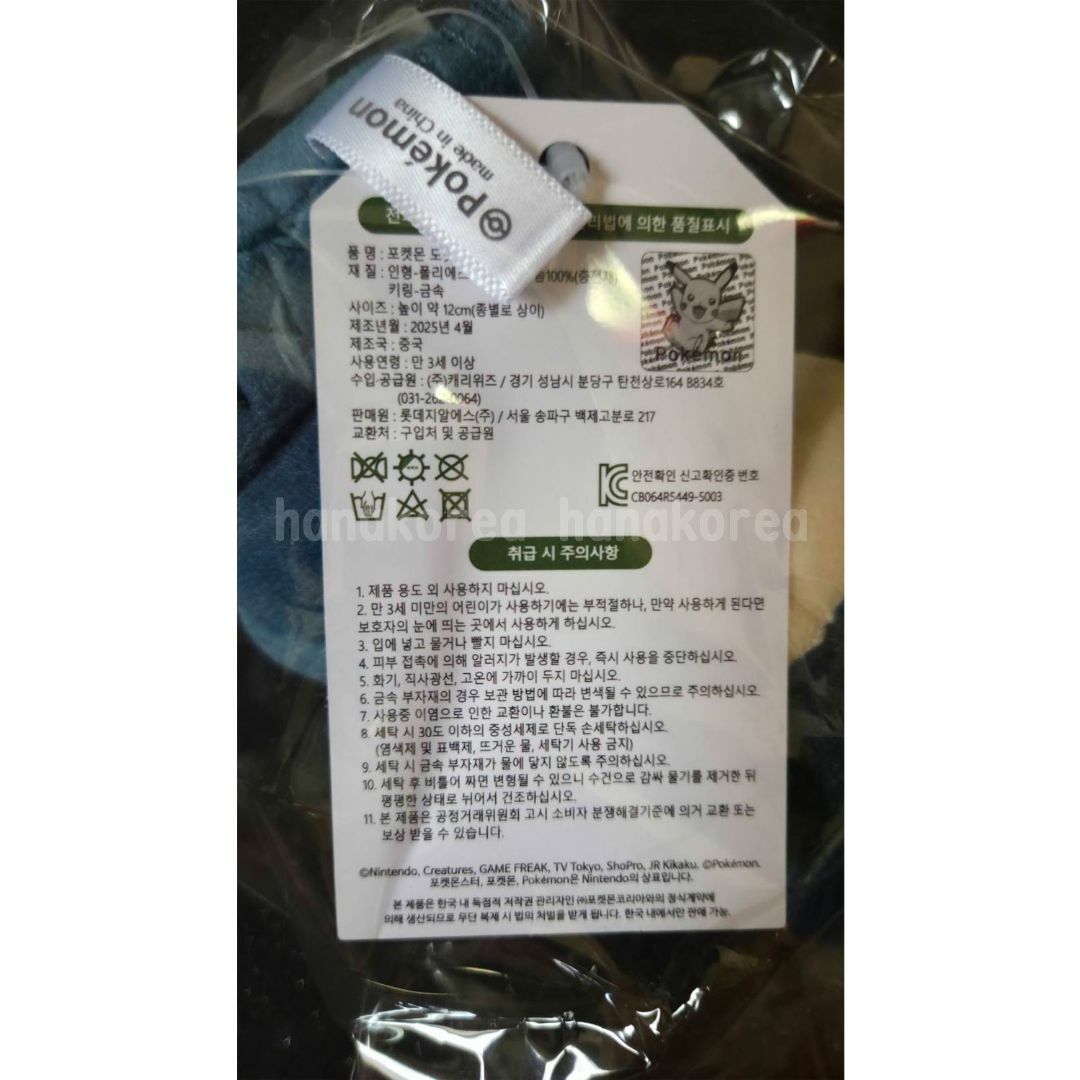 Pokémon
made in China
리법에 의한 품질표시
품 명 : 포켓몬
재 질 : 인형-폴리에스 100%(충전재)
키링-금속
사이즈 : 높이 약 12cm(종별로 상이)
제조년월 : 2025년 4월
제조국 : 중국
사용연령 : 만 3세 이상
수입·공급원 : (주)캐리위즈 / 경기 성남시 분당구 탄천상로164 B834호
판매원 : 롯데지알에스(주) / 서울 송파구 백제고분로 217
교환처 : 구입처 및 공급원
Pokémon
안전확인 신고확인증 번호
CB064R5449-5003
hanakorea hanakorea
취급 시 주의사항
1. 제품 용도 외 사용하지 마십시오.
2. 만 3세 미만의 어린이가 사용하기에는 부적절하나, 만약 사용하게 된다면
보호자의 눈에 띄는 곳에서 사용하게 하십시오.
3. 입에 넣고 물거나 빨지 마십시오.
4. 피부 접촉에 의해 알러지가 발생할 경우, 즉시 사용을 중단하십시오.
5. 화기, 직사광선, 고온에 가까이 두지 마십시오.
6. 금속 부자재의 경우 보관 방법에 따라 변색될 수 있으므로 주의하십시오.
7. 사용중 이염으로 인한 교환이나 환불은 불가합니다.
8. 세탁 시 30도 이하의 중성세제로 단독 손세탁하십시오.
(염색제 및 표백제, 뜨거운 물, 세탁기 사용 금지)
9. 세탁 시 금속 부자재가 물에 닿지 않도록 주의하십시오.
10. 세탁 후 비틀어 짜면 변형될 수 있으니 수건으로 감싸 물기를 제거한 뒤
평평한 상태로 뉘어서 건조하십시오.
11. 본 제품은 공정거래위원회 고시 소비자 분쟁해결기준에 의거 교환 또는
보상 받을 수 있습니다.
©Nintendo, Creatures, GAME FREAK, TV Tokyo, ShoPro, JR Kikaku. ©Pokémon.
포켓몬스터, 포켓몬, Pokémon은 Nintendo의 상표입니다.
본 제품은 한국 내 독점적 저작권 관리자인 ㈜포켓몬코리아와의 정식계약에
의해 생산되므로 무단 복제 시 법의 처벌을 받게 됩니다. 한국 내에서만 판매 가능.